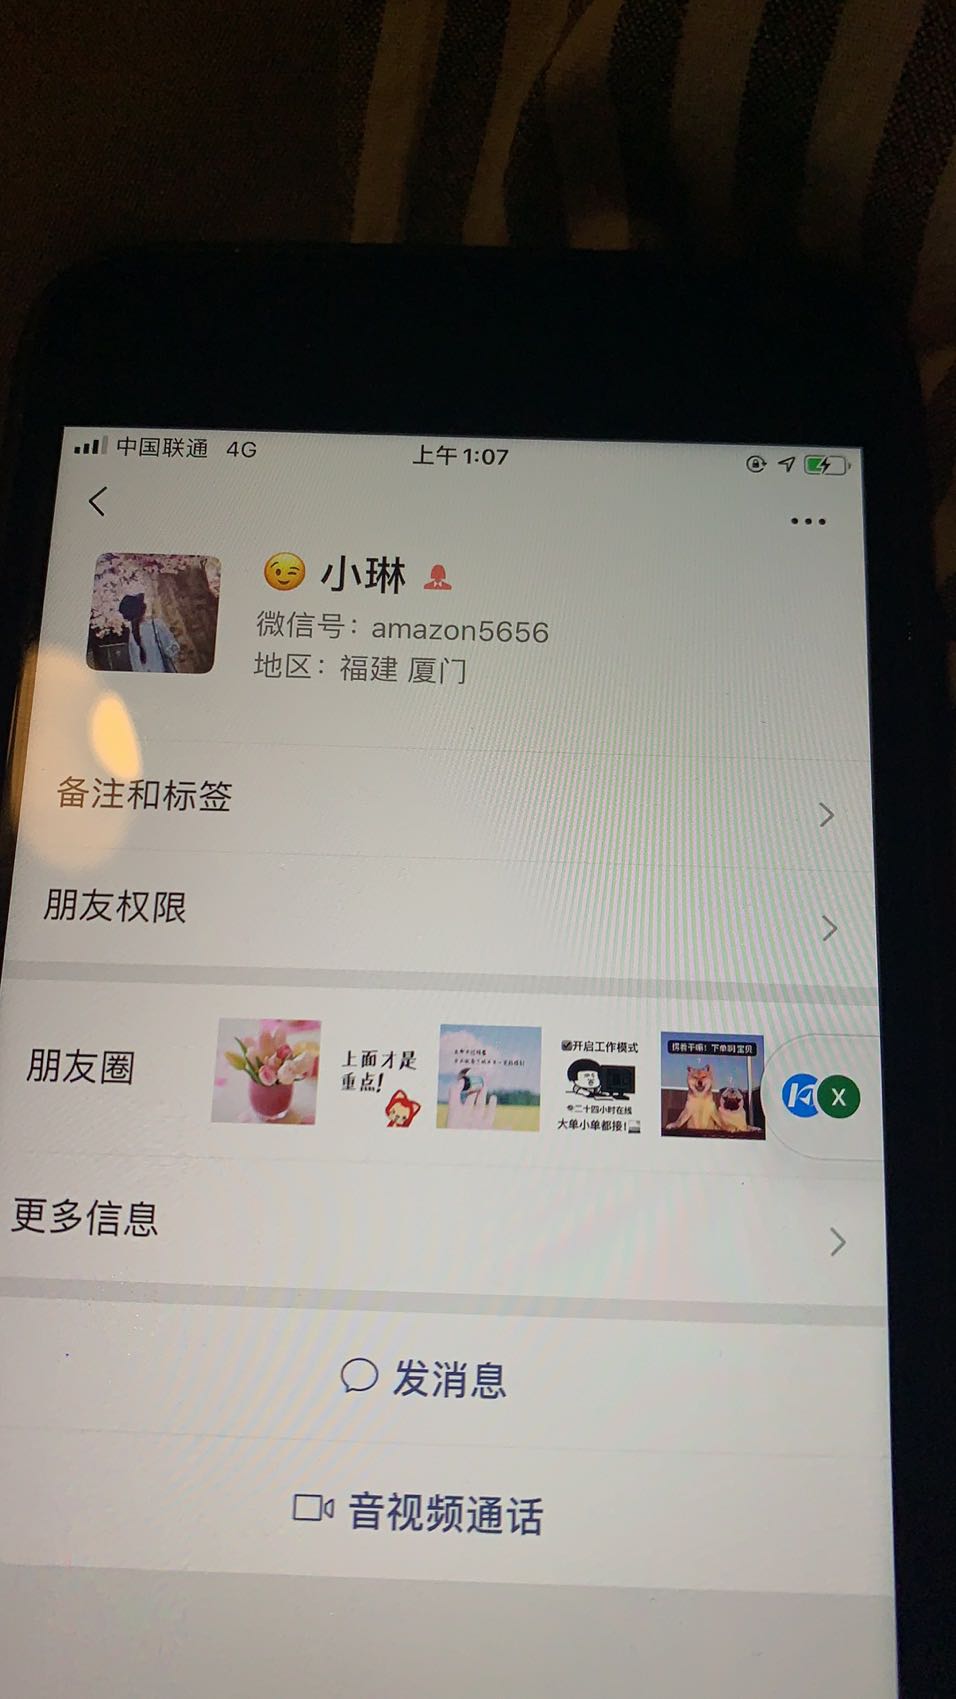 中国联通 4G
上午1:07
😉 小琳
微信号：amazon5656
地区：福建 厦门
备注和标签
朋友权限
朋友圈
上面才是
重点！
开启工作模式
二十四小时在线
大单小单都接！
愣着干嘛！下单啊宝贝
X
更多信息
发消息
音视频通话